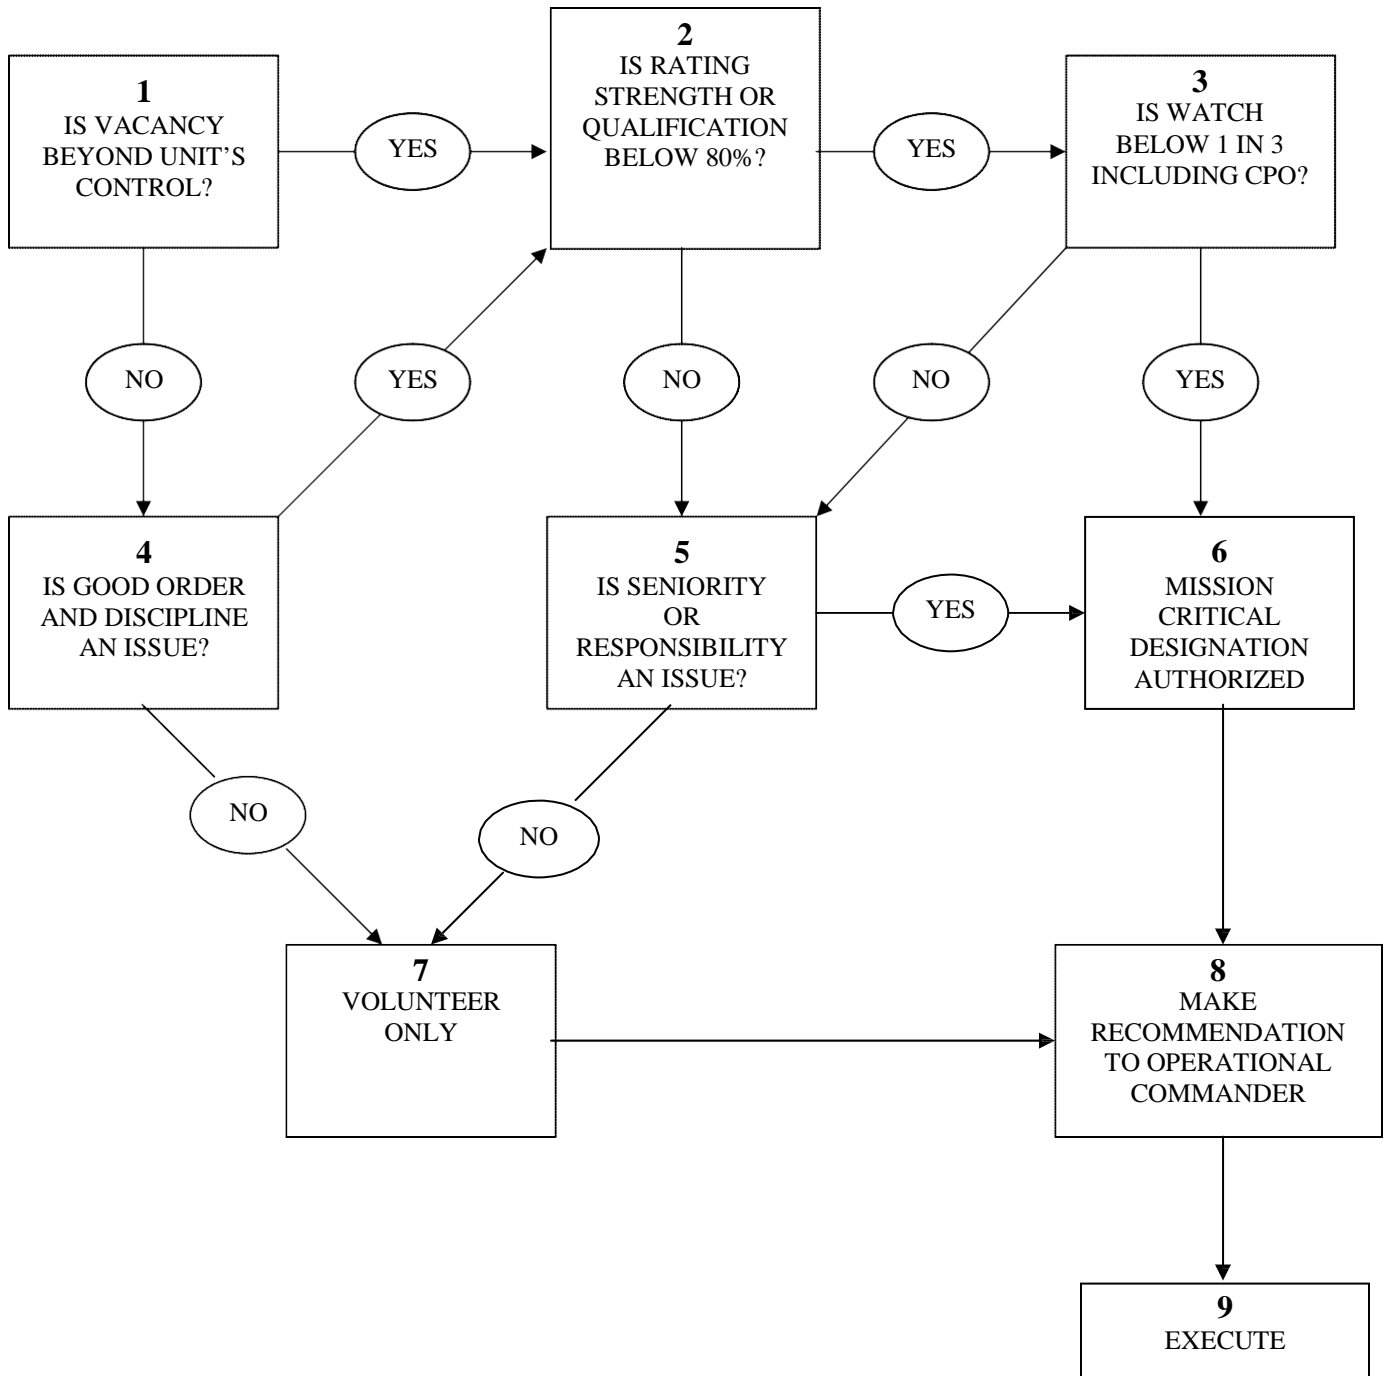 1
IS VACANCY
BEYOND UNIT'S
CONTROL?
YES
2
IS RATING
STRENGTH OR
QUALIFICATION
BELOW 80%?
YES
3
IS WATCH
BELOW 1 IN 3
INCLUDING CPO?
NO
YES
NO
NO
YES
4
IS GOOD ORDER
AND DISCIPLINE
AN ISSUE?
5
IS SENIORITY
OR
RESPONSIBILITY
AN ISSUE?
YES
6
MISSION
CRITICAL
DESIGNATION
AUTHORIZED
NO
NO
7
VOLUNTEER
ONLY
8
MAKE
RECOMMENDATION
TO OPERATIONAL
COMMANDER
9
EXECUTE